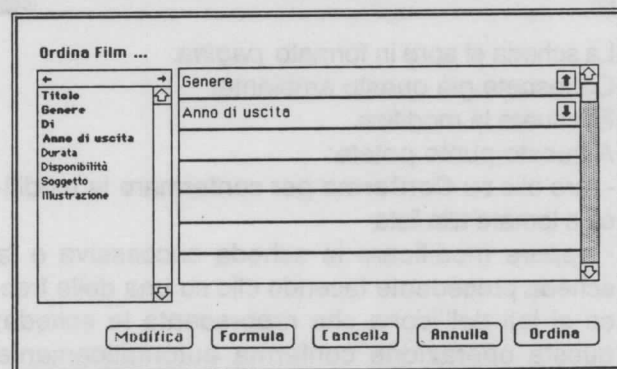 Ordina Film ...
← →
Titolo
Genere
Di
Anno di uscita
Durata
Disponibilità
Soggetto
Illustrazione
Genere
Anno di uscita
Modifica Formula Cancella Annulla Ordina